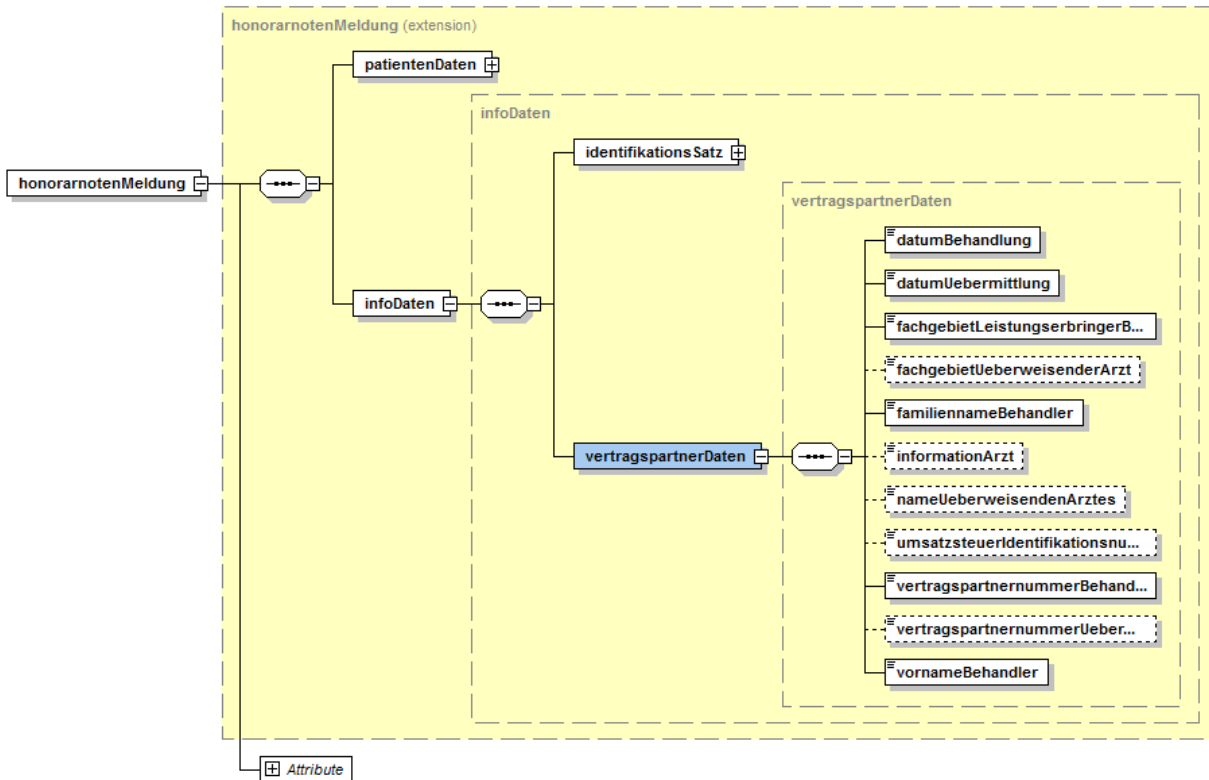 honorarnotenMeldung (extension)
patientenDaten
infoDaten
identifikationsSatz
honorarnotenMeldung
vertragspartnerDaten
datumBehandlung
datumUebermittlung
infoDaten
fachgebietLeistungserbringerB...
fachgebietUeberweisenderArzt
familiennameBehandler
vertragspartnerDaten
informationArzt
nameUeberweisendenArztes
umsatzsteuerIdentifikationsnu...
vertragspartnernummerBehand...
vertragspartnernummerUeber...
vornameBehandler
Attribute